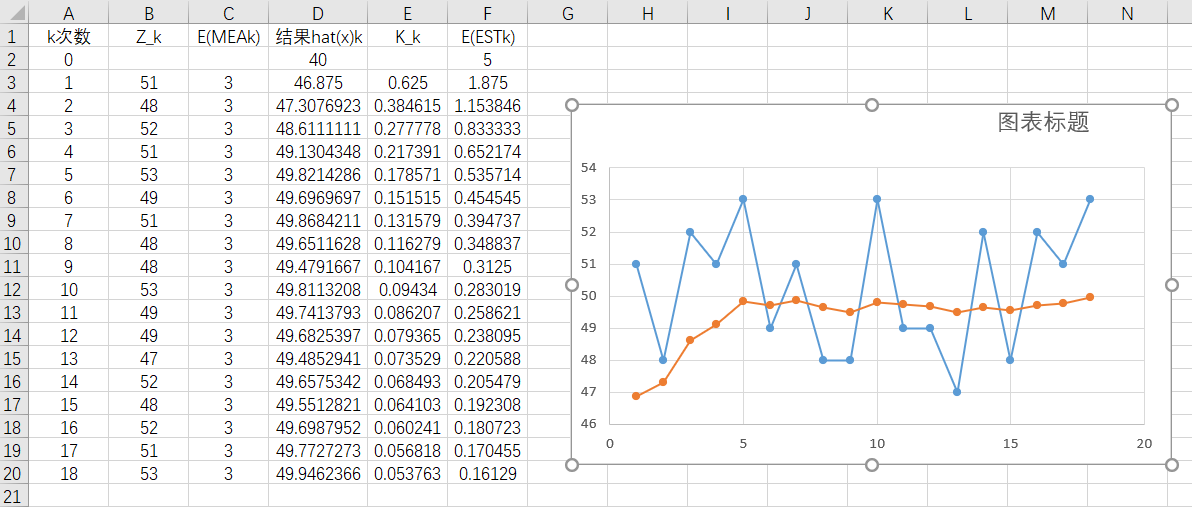 A B C D E F G H I J K L M N
1 k次数 Z_k E(MEAk) 结果hat(x)k K_k E(ESTk)
2 0 40 5
3 1 51 3 46.875 0.625 1.875
4 2 48 3 47.3076923 0.384615 1.153846
5 3 52 3 48.6111111 0.277778 0.833333
6 4 51 3 49.1304348 0.217391 0.652174
7 5 53 3 49.8214286 0.178571 0.535714
8 6 49 3 49.6969697 0.151515 0.454545
9 7 51 3 49.8684211 0.131579 0.394737
10 8 48 3 49.6511628 0.116279 0.348837
11 9 48 3 49.4791667 0.104167 0.3125
12 10 53 3 49.8113208 0.09434 0.283019
13 11 49 3 49.7413793 0.086207 0.258621
14 12 49 3 49.6825397 0.079365 0.238095
15 13 47 3 49.4852941 0.073529 0.220588
16 14 52 3 49.6575342 0.068493 0.205479
17 15 48 3 49.5512821 0.064103 0.192308
18 16 52 3 49.6987952 0.060241 0.180723
19 17 51 3 49.7727273 0.056818 0.170455
20 18 53 3 49.9462366 0.053763 0.16129
21
图表标题
54
53
52
51
50
49
48
47
46
0 5 10 15 20